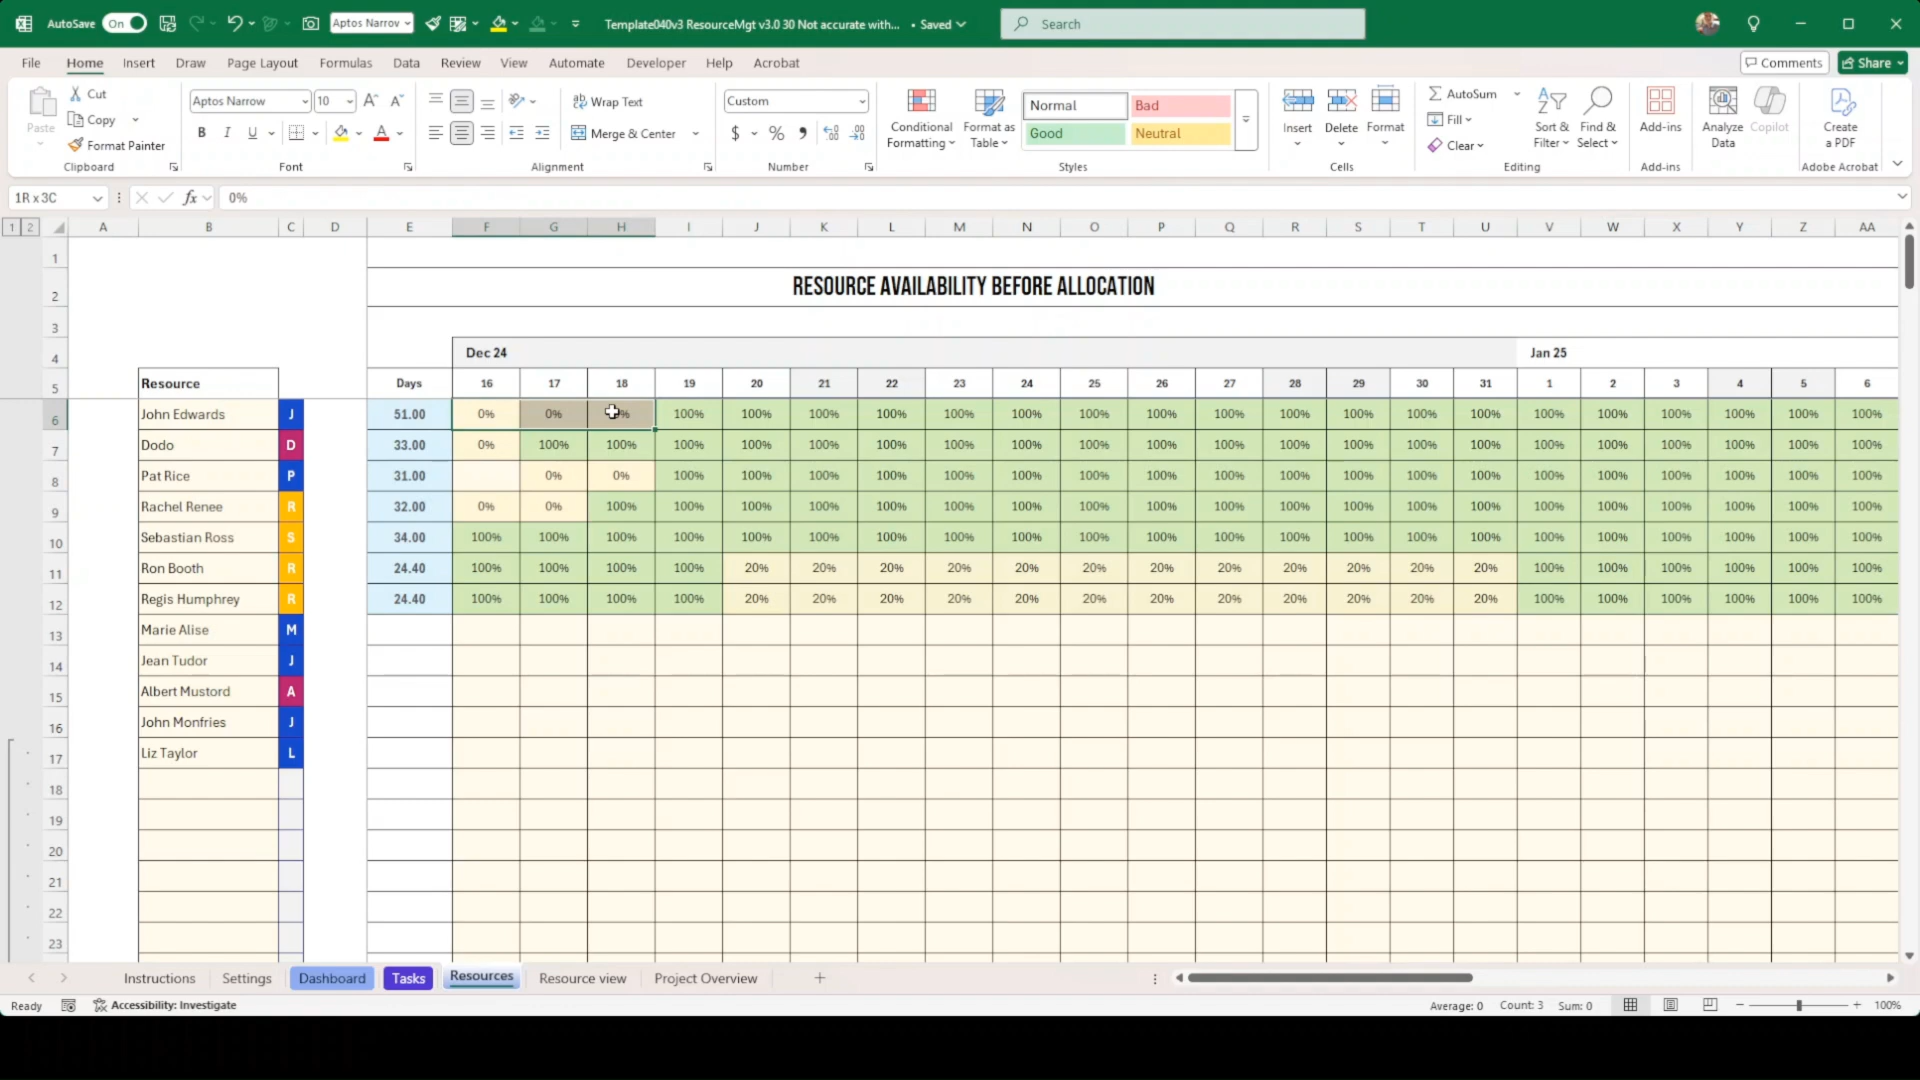 AutoSave On Aptos Narrov Template040v3 ResourceMgt v3.0 30 Not accurate with... • Saved Search
File Home Insert Draw Page Layout Formulas Data Review View Automate Developer Help Acrobat Comments Share
Paste Cut Copy Format Painter Clipboard
Aptos Narrow 10 B I U Font
Wrap Text Merge & Center Alignment
Custom $ % Number
Conditional Formatting Format as Table Normal Bad Good Neutral Styles
Insert Delete Format Cells
AutoSum Fill Clear Sort & Filter Find & Select Editing
Add-ins Add-ins
Analyze Data Copilot
Create a PDF Adobe Acrobat
1R x 3C fx 0%
1 2 A B C D E F G H I J K L M N O P Q R S T U V W X Y Z AA
1
2 RESOURCE AVAILABILITY BEFORE ALLOCATION
3
4 Dec 24 Jan 25
5 Resource Days 16 17 18 19 20 21 22 23 24 25 26 27 28 29 30 31 1 2 3 4 5 6
6 John Edwards J 51.00 0% 0% % 100% 100% 100% 100% 100% 100% 100% 100% 100% 100% 100% 100% 100% 100% 100% 100% 100% 100% 100%
7 Dodo D 33.00 0% 100% 100% 100% 100% 100% 100% 100% 100% 100% 100% 100% 100% 100% 100% 100% 100% 100% 100% 100% 100% 100%
8 Pat Rice P 31.00 0% 0% 100% 100% 100% 100% 100% 100% 100% 100% 100% 100% 100% 100% 100% 100% 100% 100% 100% 100% 100%
9 Rachel Renee R 32.00 0% 0% 100% 100% 100% 100% 100% 100% 100% 100% 100% 100% 100% 100% 100% 100% 100% 100% 100% 100% 100% 100%
10 Sebastian Ross S 34.00 100% 100% 100% 100% 100% 100% 100% 100% 100% 100% 100% 100% 100% 100% 100% 100% 100% 100% 100% 100% 100% 100%
11 Ron Booth R 24.40 100% 100% 100% 100% 20% 20% 20% 20% 20% 20% 20% 20% 20% 20% 20% 20% 100% 100% 100% 100% 100% 100%
12 Regis Humphrey R 24.40 100% 100% 100% 100% 20% 20% 20% 20% 20% 20% 20% 20% 20% 20% 20% 20% 100% 100% 100% 100% 100% 100%
13 Marie Alise M
14 Jean Tudor J
15 Albert Mustord A
16 John Monfries J
17 Liz Taylor L
18
19
20
21
22
23
Instructions Settings Dashboard Tasks Resources Resource view Project Overview +
Ready Accessibility: Investigate Average: 0 Count: 3 Sum: 0 100%